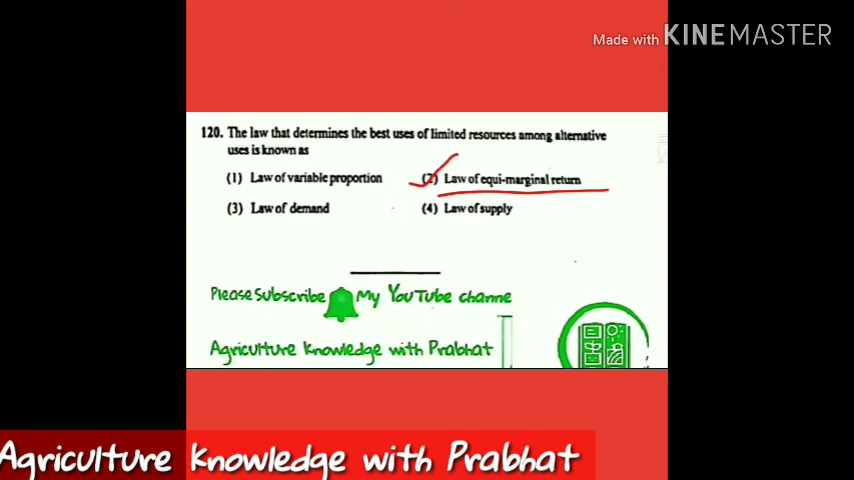 Made with KINEMASTER
120. The law that determines the best uses of limited resources among alternative
uses is known as
(1) Law of variable proportion (2) Law of equi-marginal return
(3) Law of demand (4) Law of supply
Please Subscribe My YouTube channe
Agriculture Knowledge with Prabhat
Agriculture Knowledge with Prabhat